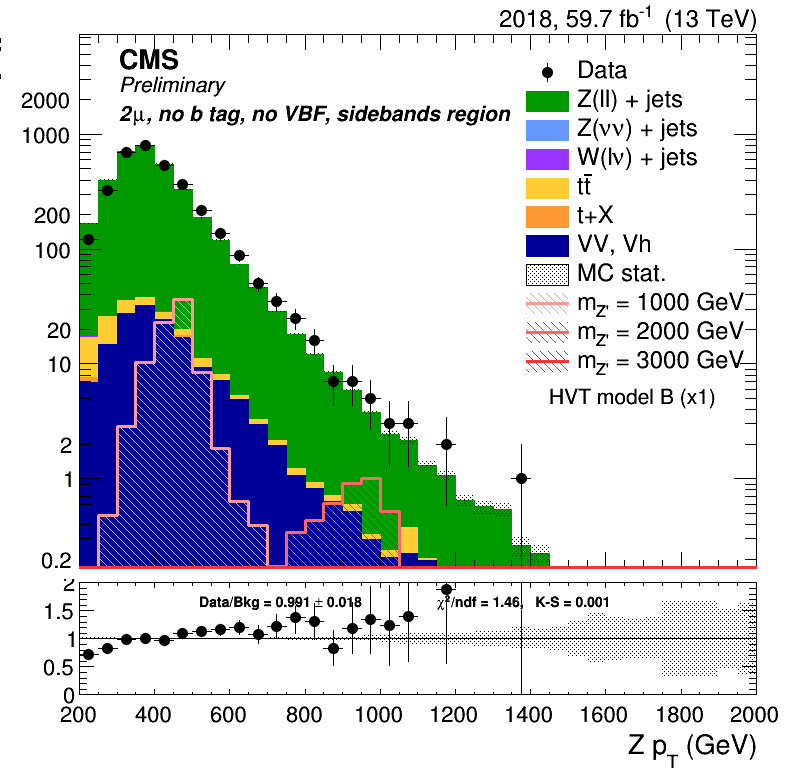 2018, 59.7 fb⁻¹ (13 TeV)
CMS
Preliminary
2μ, no b tag, no VBF, sidebands region
Data
Z(ll) + jets
Z(νν) + jets
W(lν) + jets
tt̄
t+X
VV, Vh
MC stat.
m_Z' = 1000 GeV
m_Z' = 2000 GeV
m_Z' = 3000 GeV
HVT model B (x1)
2000
1000
200
100
20
10
2
1
0.2
Data/Bkg = 0.991 ± 0.018 χ²/ndf = 1.46, K-S = 0.001
2
1.5
1
0.5
0
200 400 600 800 1000 1200 1400 1600 1800 2000
Z p_T (GeV)